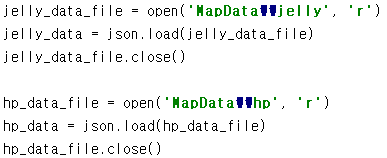 jelly_data_file = open('MapData₩₩jelly', 'r')
jelly_data = json.load(jelly_data_file)
jelly_data_file.close()
hp_data_file = open('MapData₩₩hp', 'r')
hp_data = json.load(hp_data_file)
hp_data_file.close()